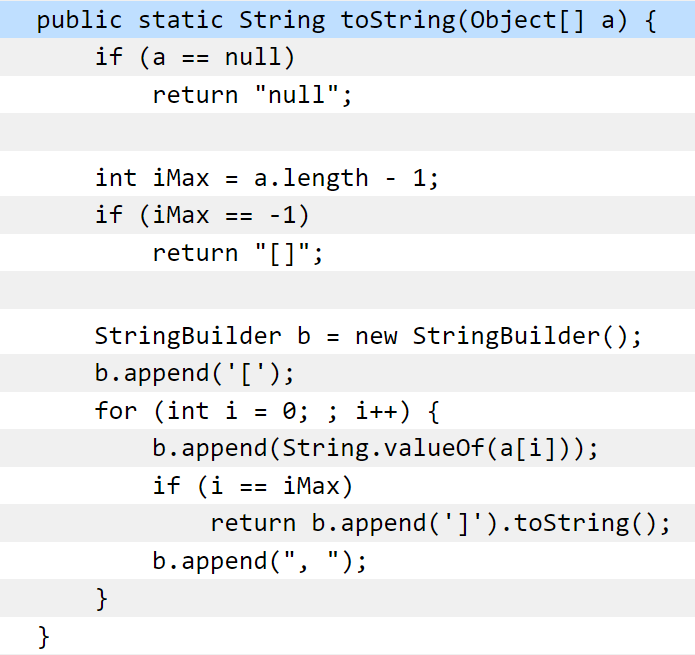 public static String toString(Object[] a) {
    if (a == null)
        return "null";

    int iMax = a.length - 1;
    if (iMax == -1)
        return "[]";

    StringBuilder b = new StringBuilder();
    b.append('[');
    for (int i = 0; ; i++) {
        b.append(String.valueOf(a[i]));
        if (i == iMax)
            return b.append(']').toString();
        b.append(", ");
    }
}